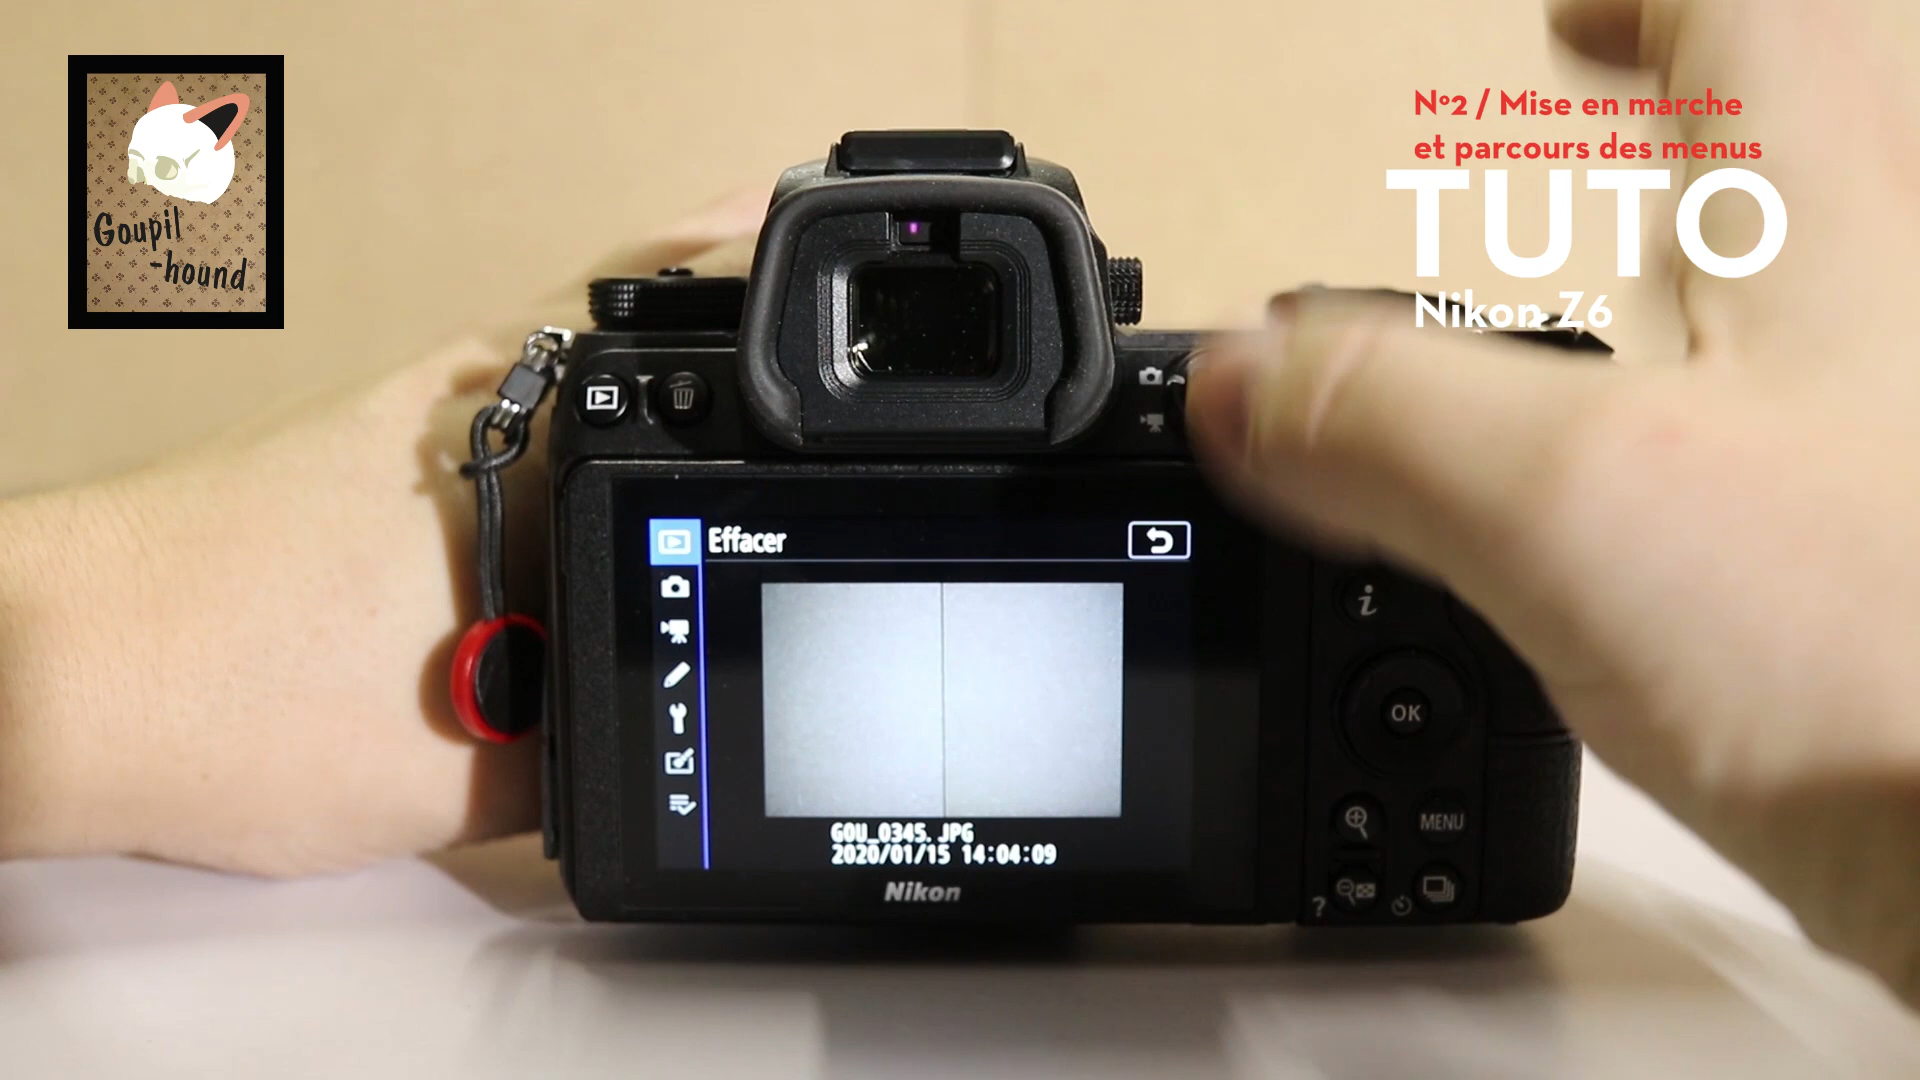 Goupil
-hound
N°2 / Mise en marche
et parcours des menus
TUTO
Nikon Z6
Effacer
GOU_0345.JPG
2020/01/15 14:04:09
Nikon
i
OK
MENU
?